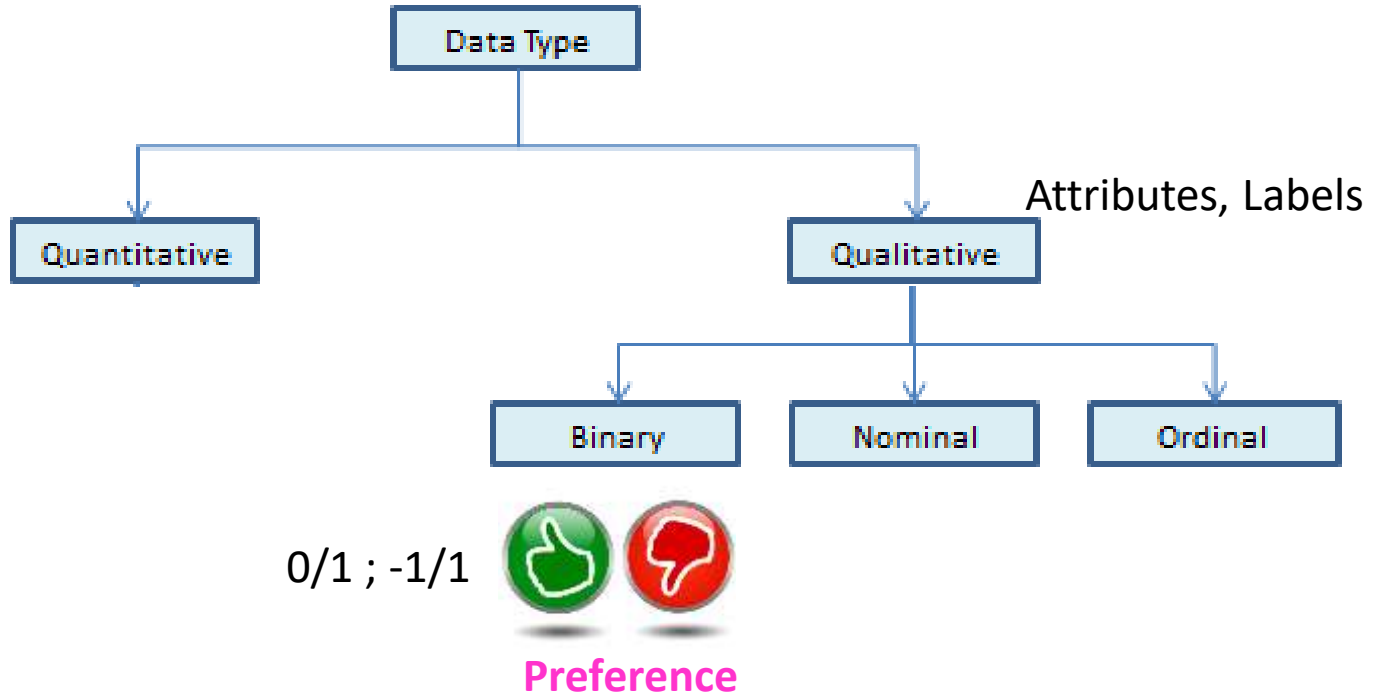 Data Type
Attributes, Labels
Quantitative
Qualitative
Binary
Nominal
Ordinal
0/1 ; -1/1
Preference